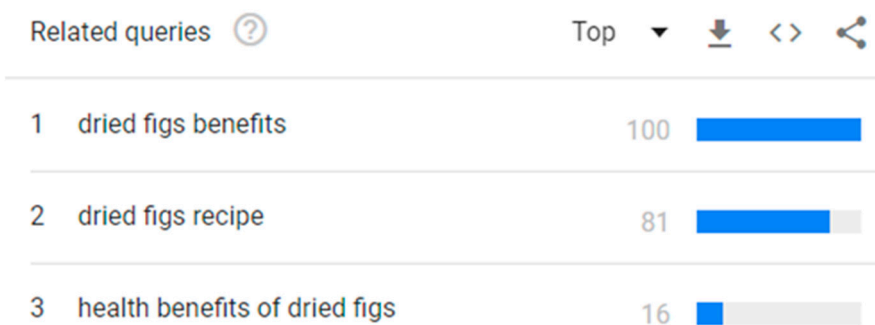 Related queries ? Top
1 dried figs benefits 100
2 dried figs recipe 81
3 health benefits of dried figs 16